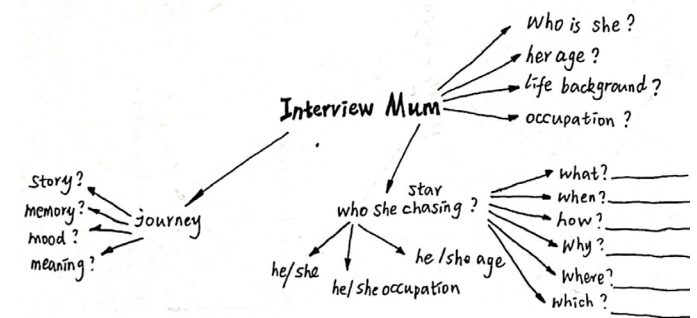 Interview Mum
Who is she?
her age?
life background?
occupation?
star
who she chasing?
what?
when?
how?
why?
where?
which?
he/she
he/she occupation
he/she age
journey
story?
memory?
mood?
meaning?